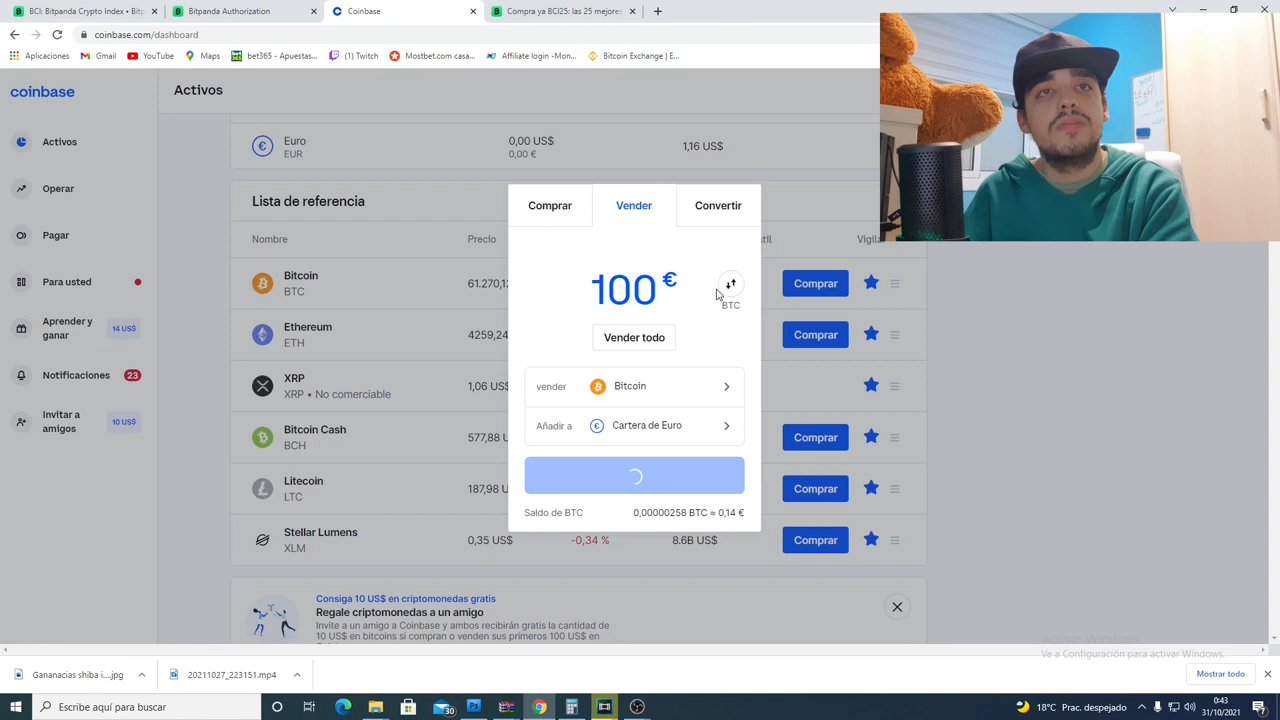 BCI: Bitpanda Crypto Index • Bit
Bitpanda Authorization
Coinbase
Compra ya BCI25: las 25 mejores
coinbase.com/dashboard
Aplicaciones
Gmail
YouTube
Maps
bet365 - Apuestas...
(1) Twitch
Mostbet.com casa...
Affiliate login -Mon...
Bitcoin Exchange | E...
coinbase
Activos
Activos
Operar
Pagar
Para usted
Aprender y
ganar
14 US$
Notificaciones
23
Invitar a
amigos
10 US$
Euro
EUR
0,00 US$
0,00 €
1,16 US$
Lista de referencia
Nombre
Precio
Vigila
Bitcoin
BTC
61.270,1
Comprar
Ethereum
ETH
4259,24
Comprar
XRP
XRP • No comerciable
1,06 US$
Bitcoin Cash
BCH
577,88 U
Comprar
Litecoin
LTC
187,98 U
Comprar
Stellar Lumens
XLM
0,35 US$
-0,34 %
8.6B US$
Comprar
Comprar
Vender
Convertir
100 €
BTC
Vender todo
vender
Bitcoin
Añadir a
Cartera de Euro
Saldo de BTC
0,00000258 BTC ≈ 0,14 €
Consiga 10 US$ en criptomonedas gratis
Regale criptomonedas a un amigo
Invite a un amigo a Coinbase y ambos recibirán gratis la cantidad de
10 US$ en bitcoins si compran o venden sus primeros 100 US$ en
Activar Windows
Ve a Configuración para activar Windows.
Gananacias shiba i....jpg
20211027_223151.mp4
Mostrar todo
Escribe aquí para buscar
30
18°C Prac. despejado
0:43
31/10/2021